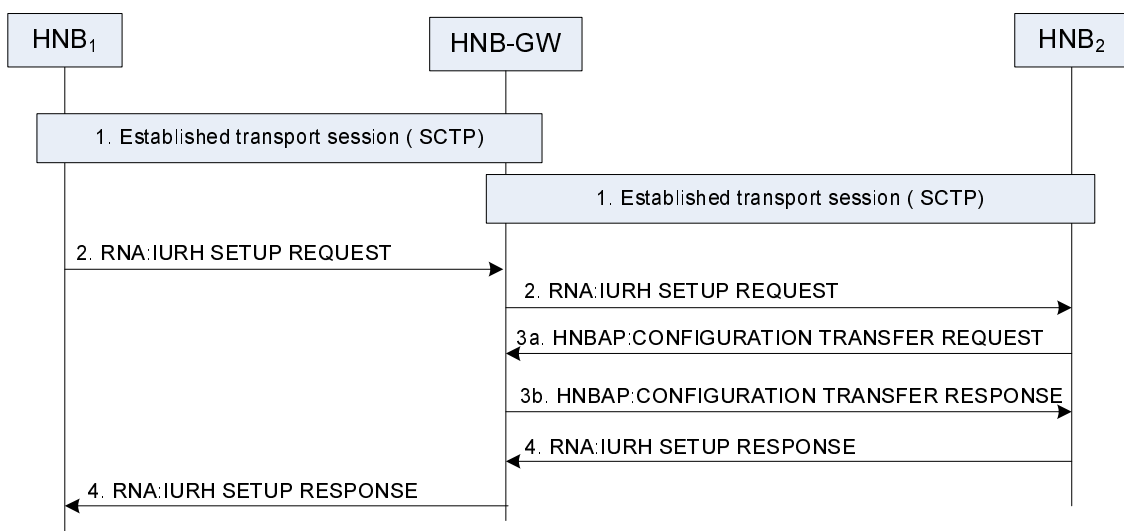 HNB₁
HNB-GW
HNB₂
1. Established transport session ( SCTP)
1. Established transport session ( SCTP)
2. RNA:IURH SETUP REQUEST
2. RNA:IURH SETUP REQUEST
3a. HNBAP:CONFIGURATION TRANSFER REQUEST
3b. HNBAP:CONFIGURATION TRANSFER RESPONSE
4. RNA:IURH SETUP RESPONSE
4. RNA:IURH SETUP RESPONSE